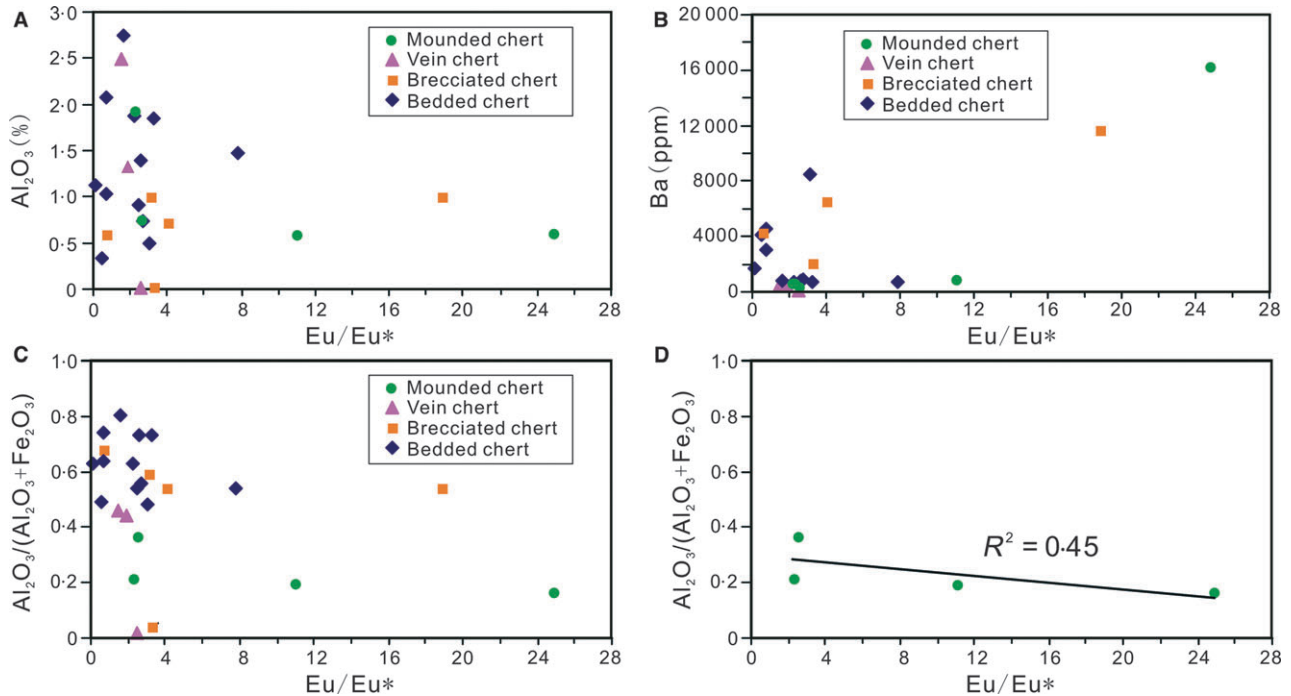 A
3·0
2·5
2·0
1·5
1·0
0·5
0
Al₂O₃(%)
Mounded chert
Vein chert
Brecciated chert
Bedded chert
0 4 8 12 16 20 24 28
Eu/Eu*
B
20 000
16 000
12 000
8000
4000
0
Ba(ppm)
Mounded chert
Vein chert
Brecciated chert
Bedded chert
0 4 8 12 16 20 24 28
Eu/Eu*
C
1·0
0·8
0·6
0·4
0·2
0
Al₂O₃/(Al₂O₃+Fe₂O₃)
Mounded chert
Vein chert
Brecciated chert
Bedded chert
0 4 8 12 16 20 24 28
Eu/Eu*
D
1·0
0·8
0·6
0·4
0·2
0
Al₂O₃/(Al₂O₃+Fe₂O₃)
R² = 0·45
0 4 8 12 16 20 24 28
Eu/Eu*